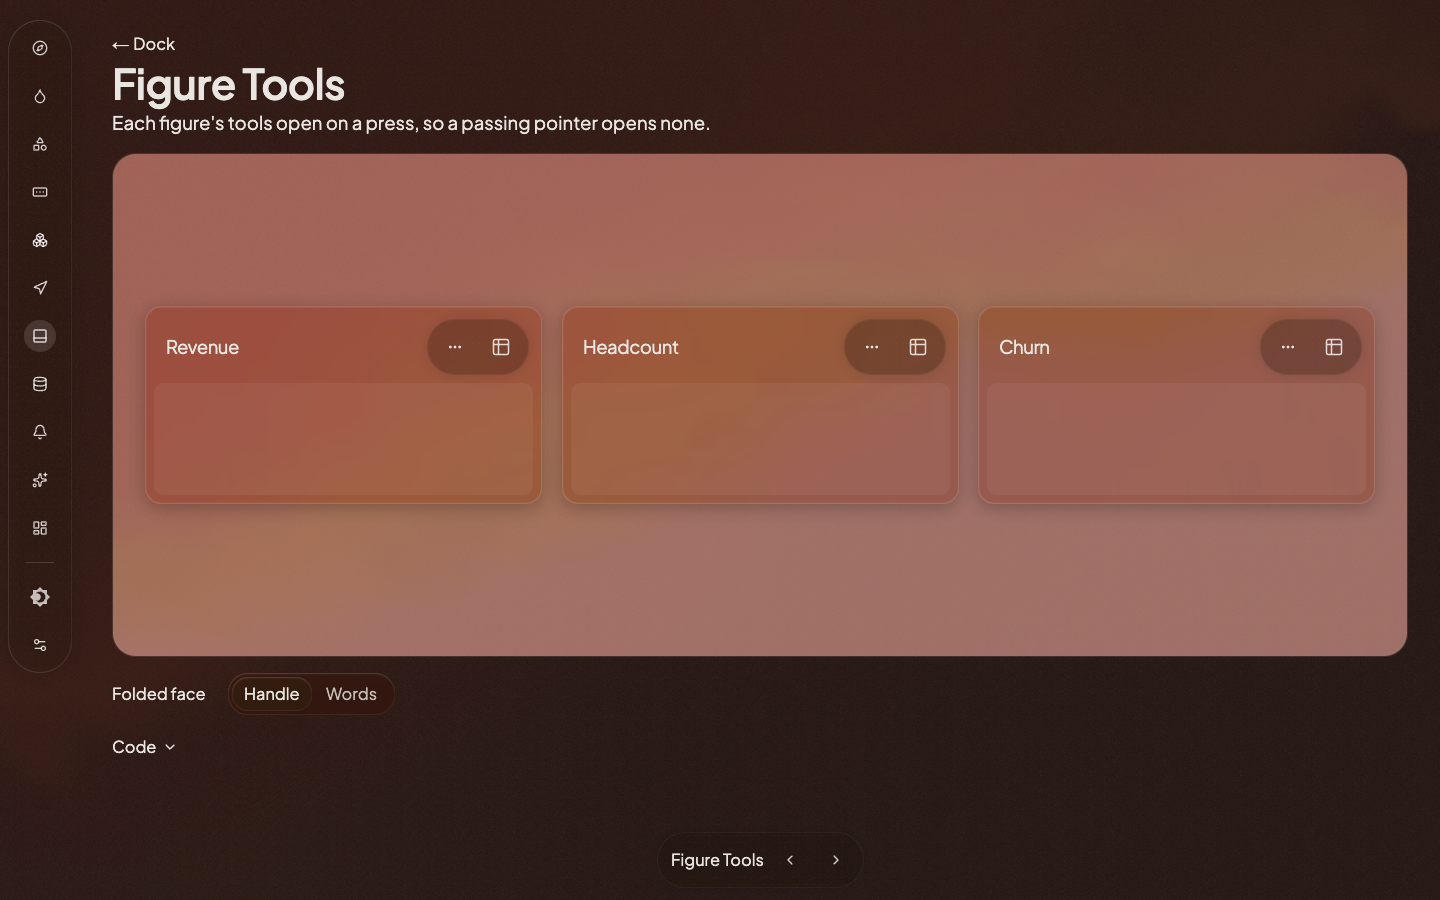 ← Dock
Figure Tools
Each figure's tools open on a press, so a passing pointer opens none.
Revenue
Headcount
Churn
Folded face
Handle
Words
Code
Figure Tools